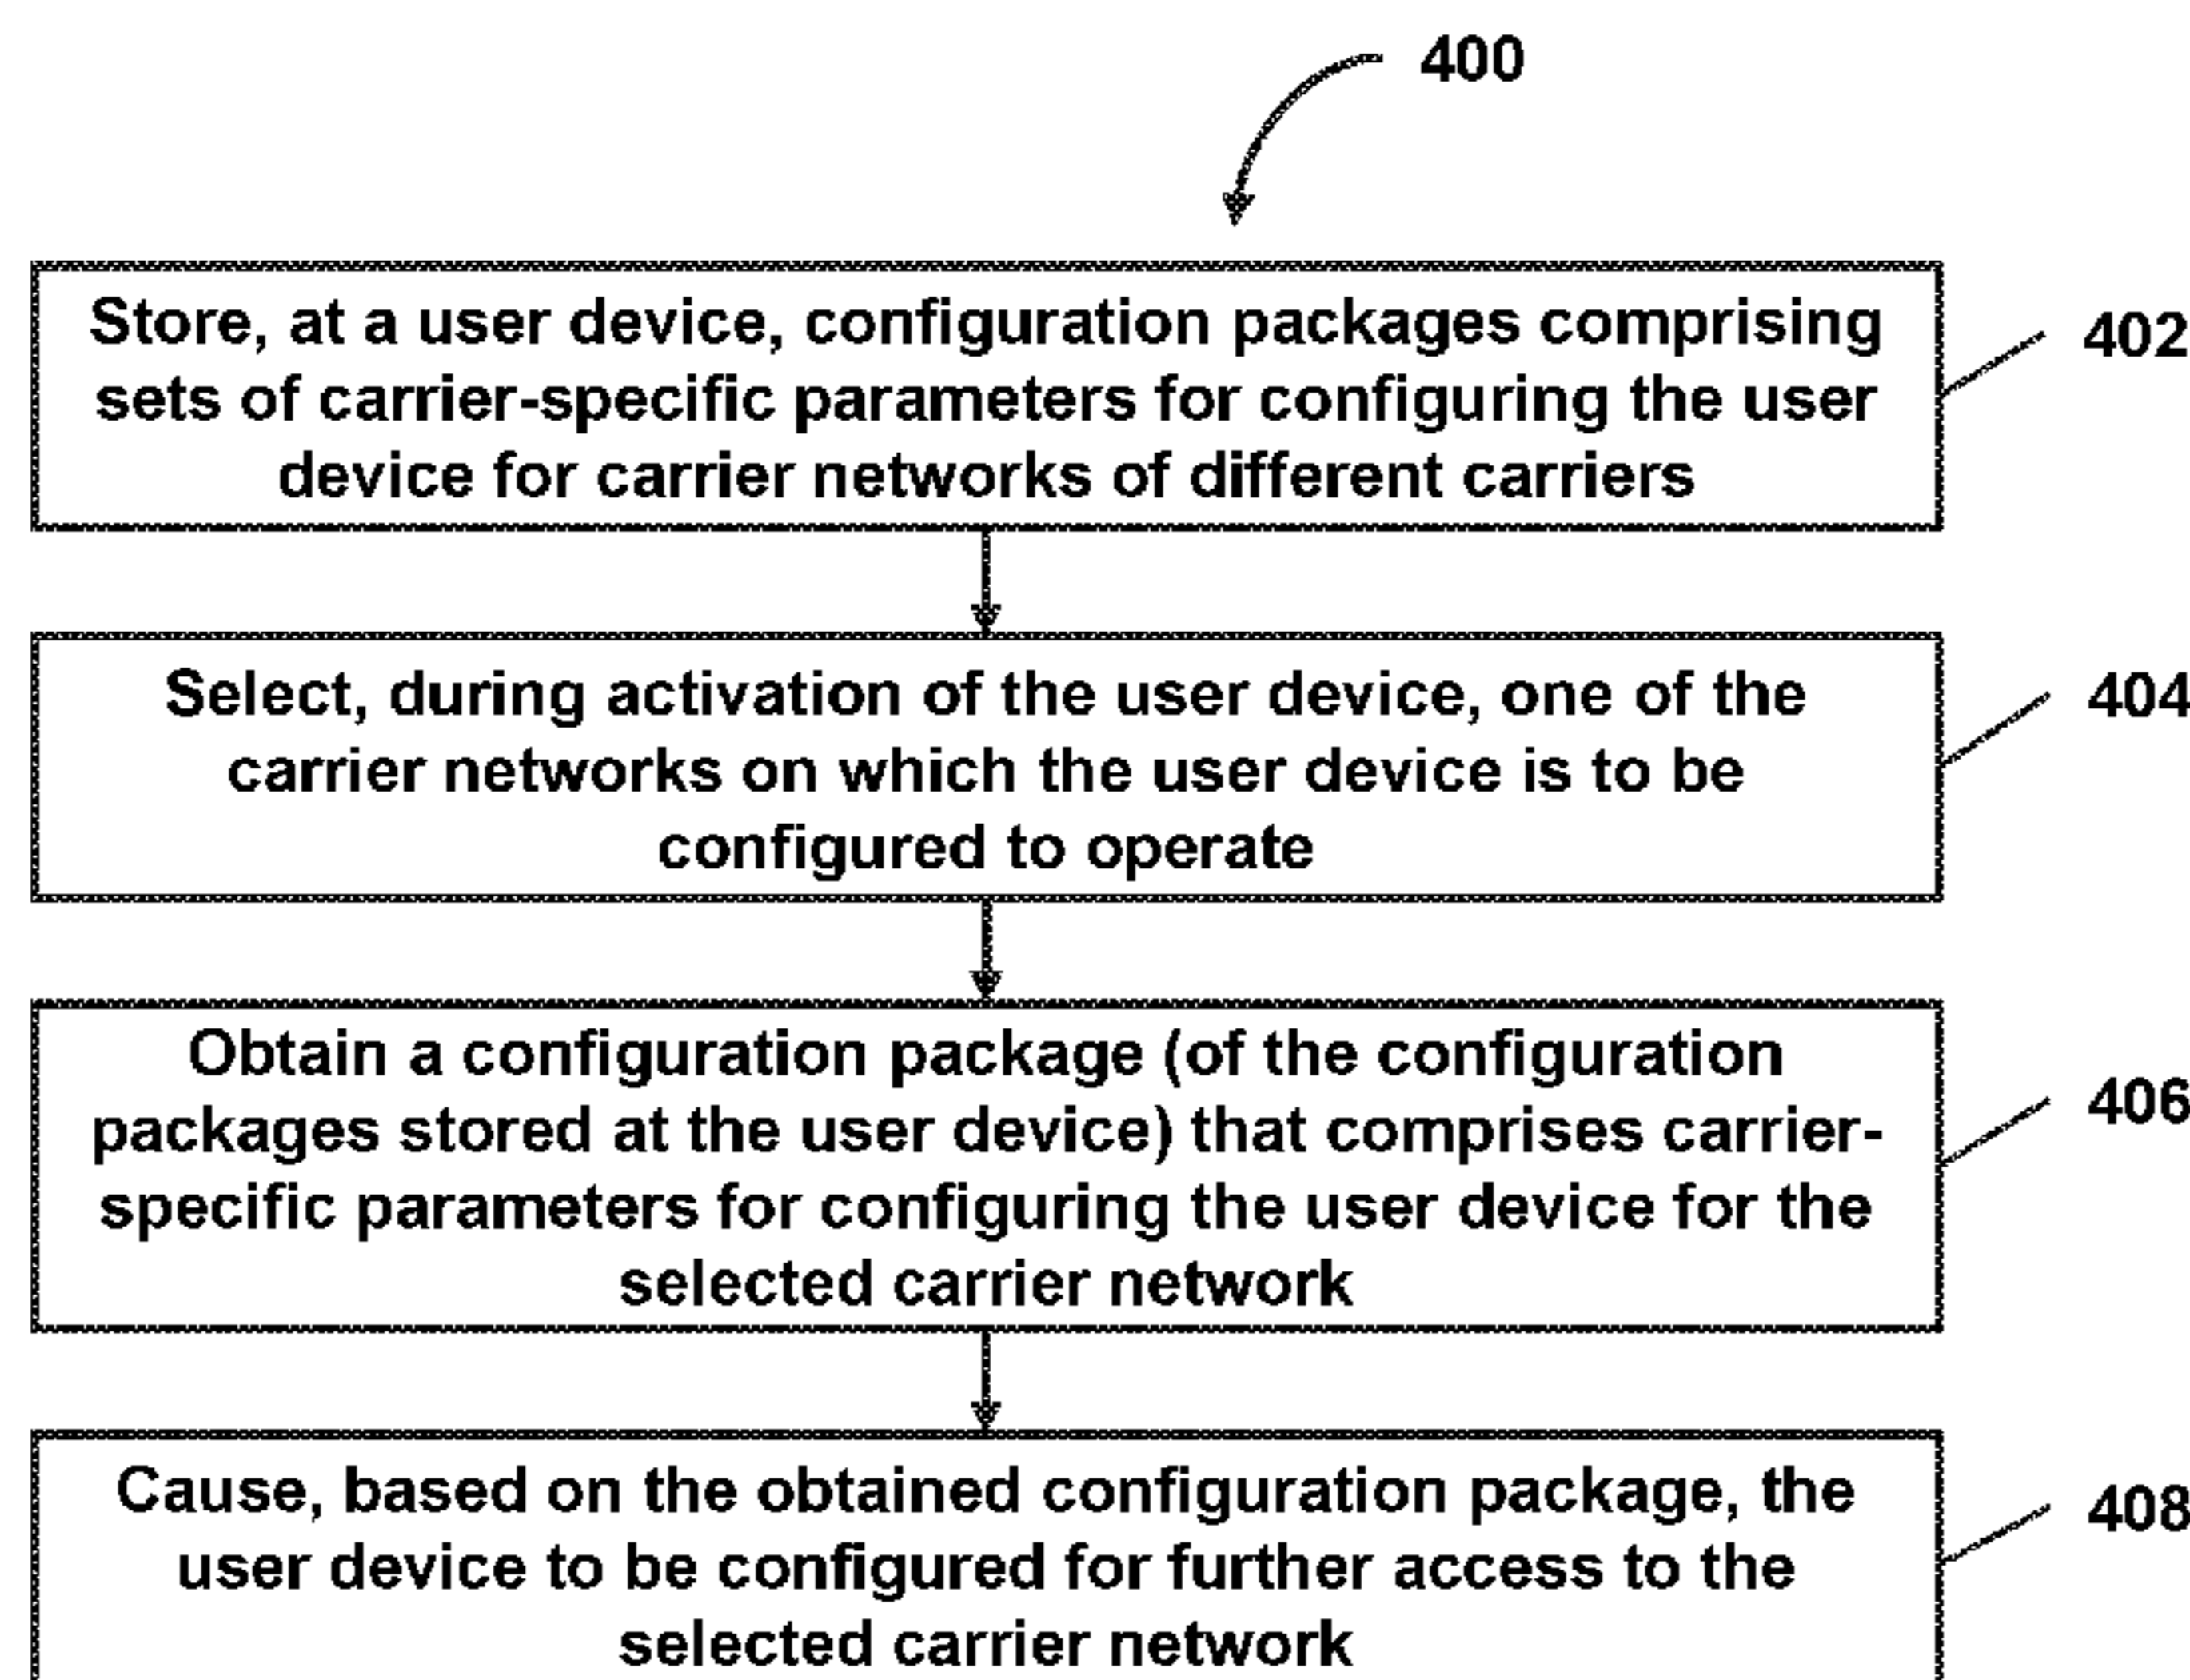 400
Store, at a user device, configuration packages comprising
sets of carrier-specific parameters for configuring the user
device for carrier networks of different carriers
402
Select, during activation of the user device, one of the
carrier networks on which the user device is to be
configured to operate
404
Obtain a configuration package (of the configuration
packages stored at the user device) that comprises carrier-
specific parameters for configuring the user device for the
selected carrier network
406
Cause, based on the obtained configuration package, the
user device to be configured for further access to the
selected carrier network
408